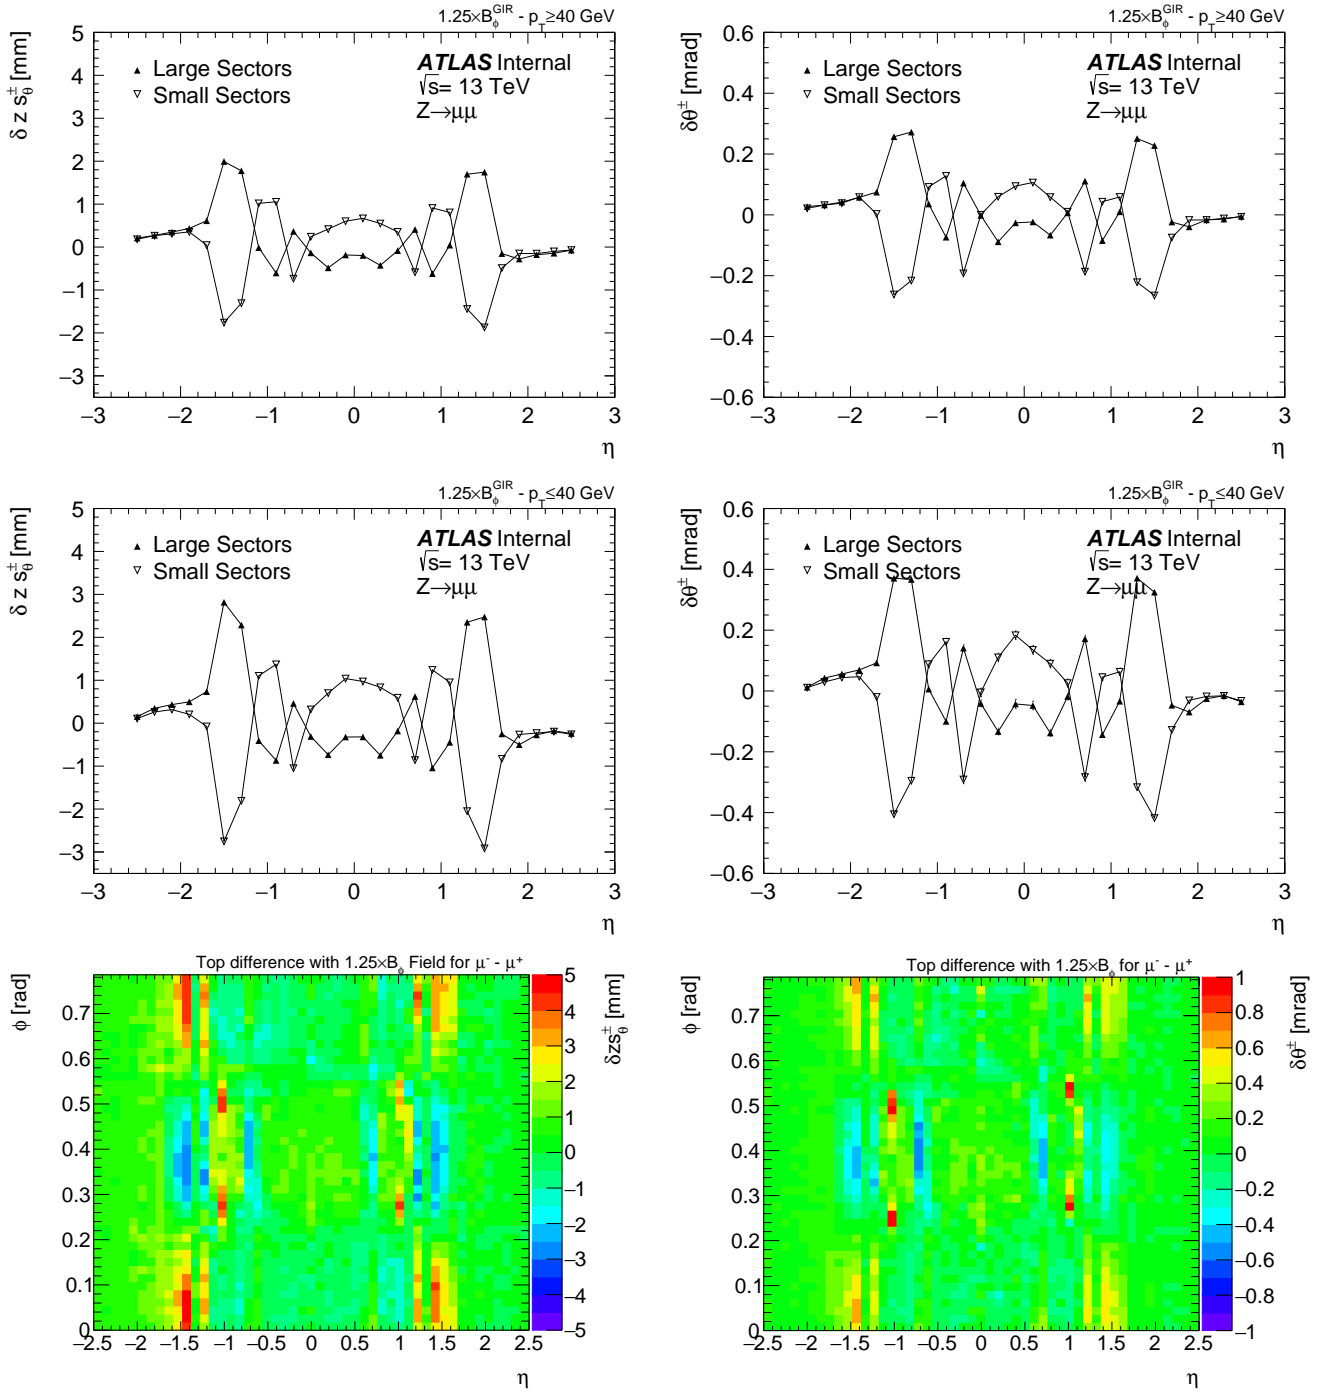 1.25×B_ϕ^GIR - p_T≥40 GeV
δ z s_θ^± [mm]
5
4
3
2
1
0
−1
−2
−3
▲ Large Sectors
▽ Small Sectors
ATLAS Internal
√s= 13 TeV
Z→μμ
−3 −2 −1 0 1 2 3
η
1.25×B_ϕ^GIR - p_T≥40 GeV
δθ^± [mrad]
0.6
0.4
0.2
0
−0.2
−0.4
−0.6
▲ Large Sectors
▽ Small Sectors
ATLAS Internal
√s= 13 TeV
Z→μμ
−3 −2 −1 0 1 2 3
η
1.25×B_ϕ^GIR - p_T≤40 GeV
δ z s_θ^± [mm]
5
4
3
2
1
0
−1
−2
−3
▲ Large Sectors
▽ Small Sectors
ATLAS Internal
√s= 13 TeV
Z→μμ
−3 −2 −1 0 1 2 3
η
1.25×B_ϕ^GIR - p_T≤40 GeV
δθ^± [mrad]
0.6
0.4
0.2
0
−0.2
−0.4
−0.6
▲ Large Sectors
▽ Small Sectors
ATLAS Internal
√s= 13 TeV
Z→μμ
−3 −2 −1 0 1 2 3
η
Top difference with 1.25×B_ϕ Field for μ^- - μ^+
ϕ [rad]
0.7
0.6
0.5
0.4
0.3
0.2
0.1
0
−2.5 −2 −1.5 −1 −0.5 0 0.5 1 1.5 2 2.5
η
5
4
3
2
1
0
−1
−2
−3
−4
−5
δzs_θ^± [mm]
Top difference with 1.25×B_ϕ for μ^- - μ^+
ϕ [rad]
0.7
0.6
0.5
0.4
0.3
0.2
0.1
0
−2.5 −2 −1.5 −1 −0.5 0 0.5 1 1.5 2 2.5
η
1
0.8
0.6
0.4
0.2
0
−0.2
−0.4
−0.6
−0.8
−1
δθ^± [mrad]